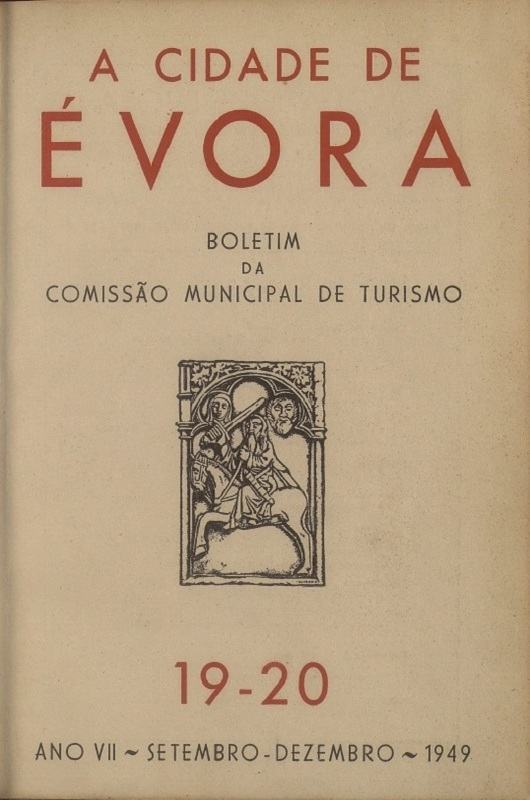 A CIDADE DE
ÉVORA
BOLETIM
DA
COMISSÃO MUNICIPAL DE TURISMO
19-20
ANO VII ~ SETEMBRO-DEZEMBRO ~ 1949